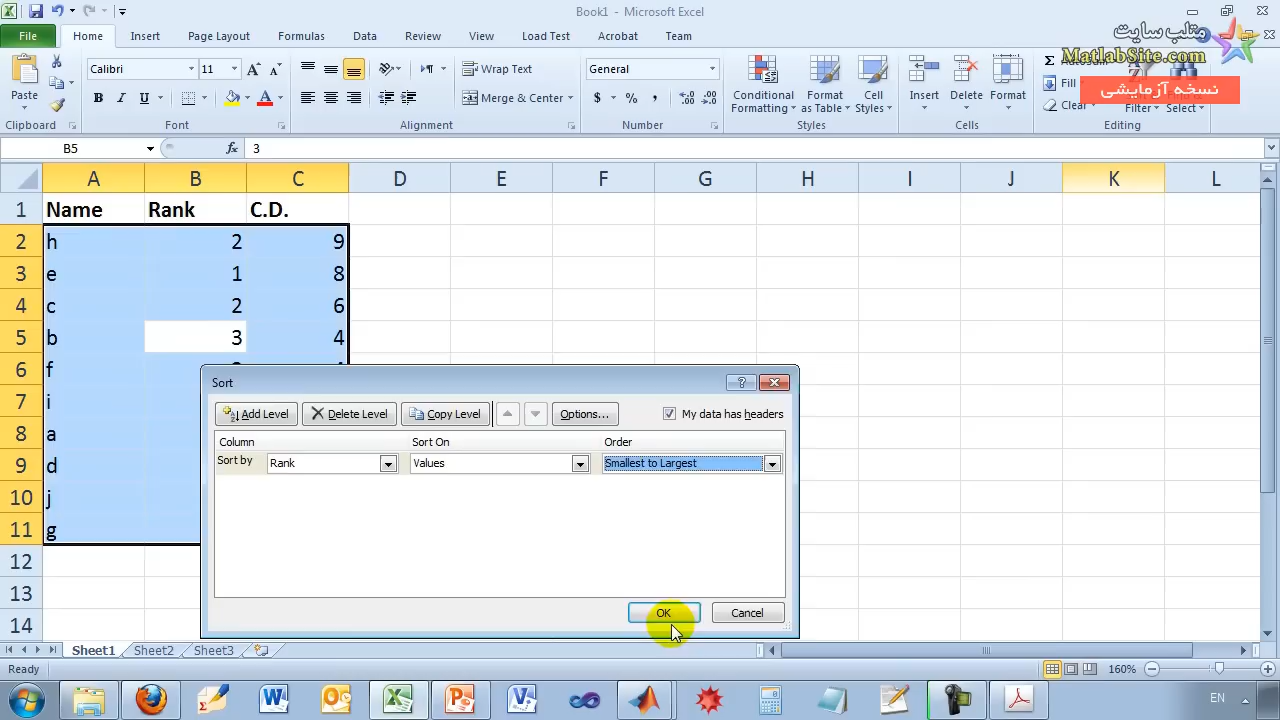 Book1 - Microsoft Excel
File Home Insert Page Layout Formulas Data Review View Load Test Acrobat Team
متلب سایت
MatlabSite.com
نسخه آزمایشی
Paste
Calibri 11
B I U
Wrap Text
Merge & Center
General
$ % ,
Conditional Formatting
Format as Table
Cell Styles
Insert Delete Format
Fill
Clear
Filter Select
Clipboard Font Alignment Number Styles Cells Editing
B5 fx 3
A B C D E F G H I J K L
1 Name Rank C.D.
2 h 2 9
3 e 1 8
4 c 2 6
5 b 3 4
6 f
7 i
8 a
9 d
10 j
11 g
12
13
14
Sort
Add Level Delete Level Copy Level Options... My data has headers
Column Sort On Order
Sort by Rank Values Smallest to Largest
OK Cancel
Sheet1 Sheet2 Sheet3
Ready 160%
EN